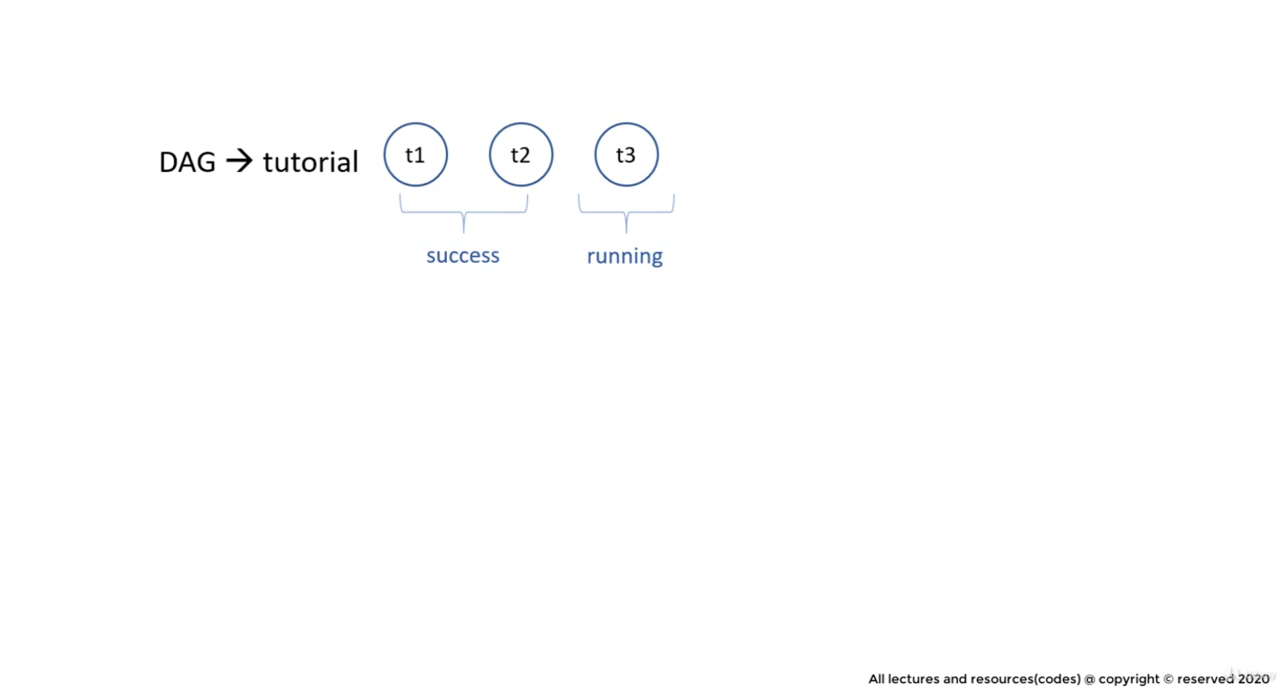 DAG → tutorial
t1
t2
t3
success
running
All lectures and resources(codes) @ copyright © reserved 2020